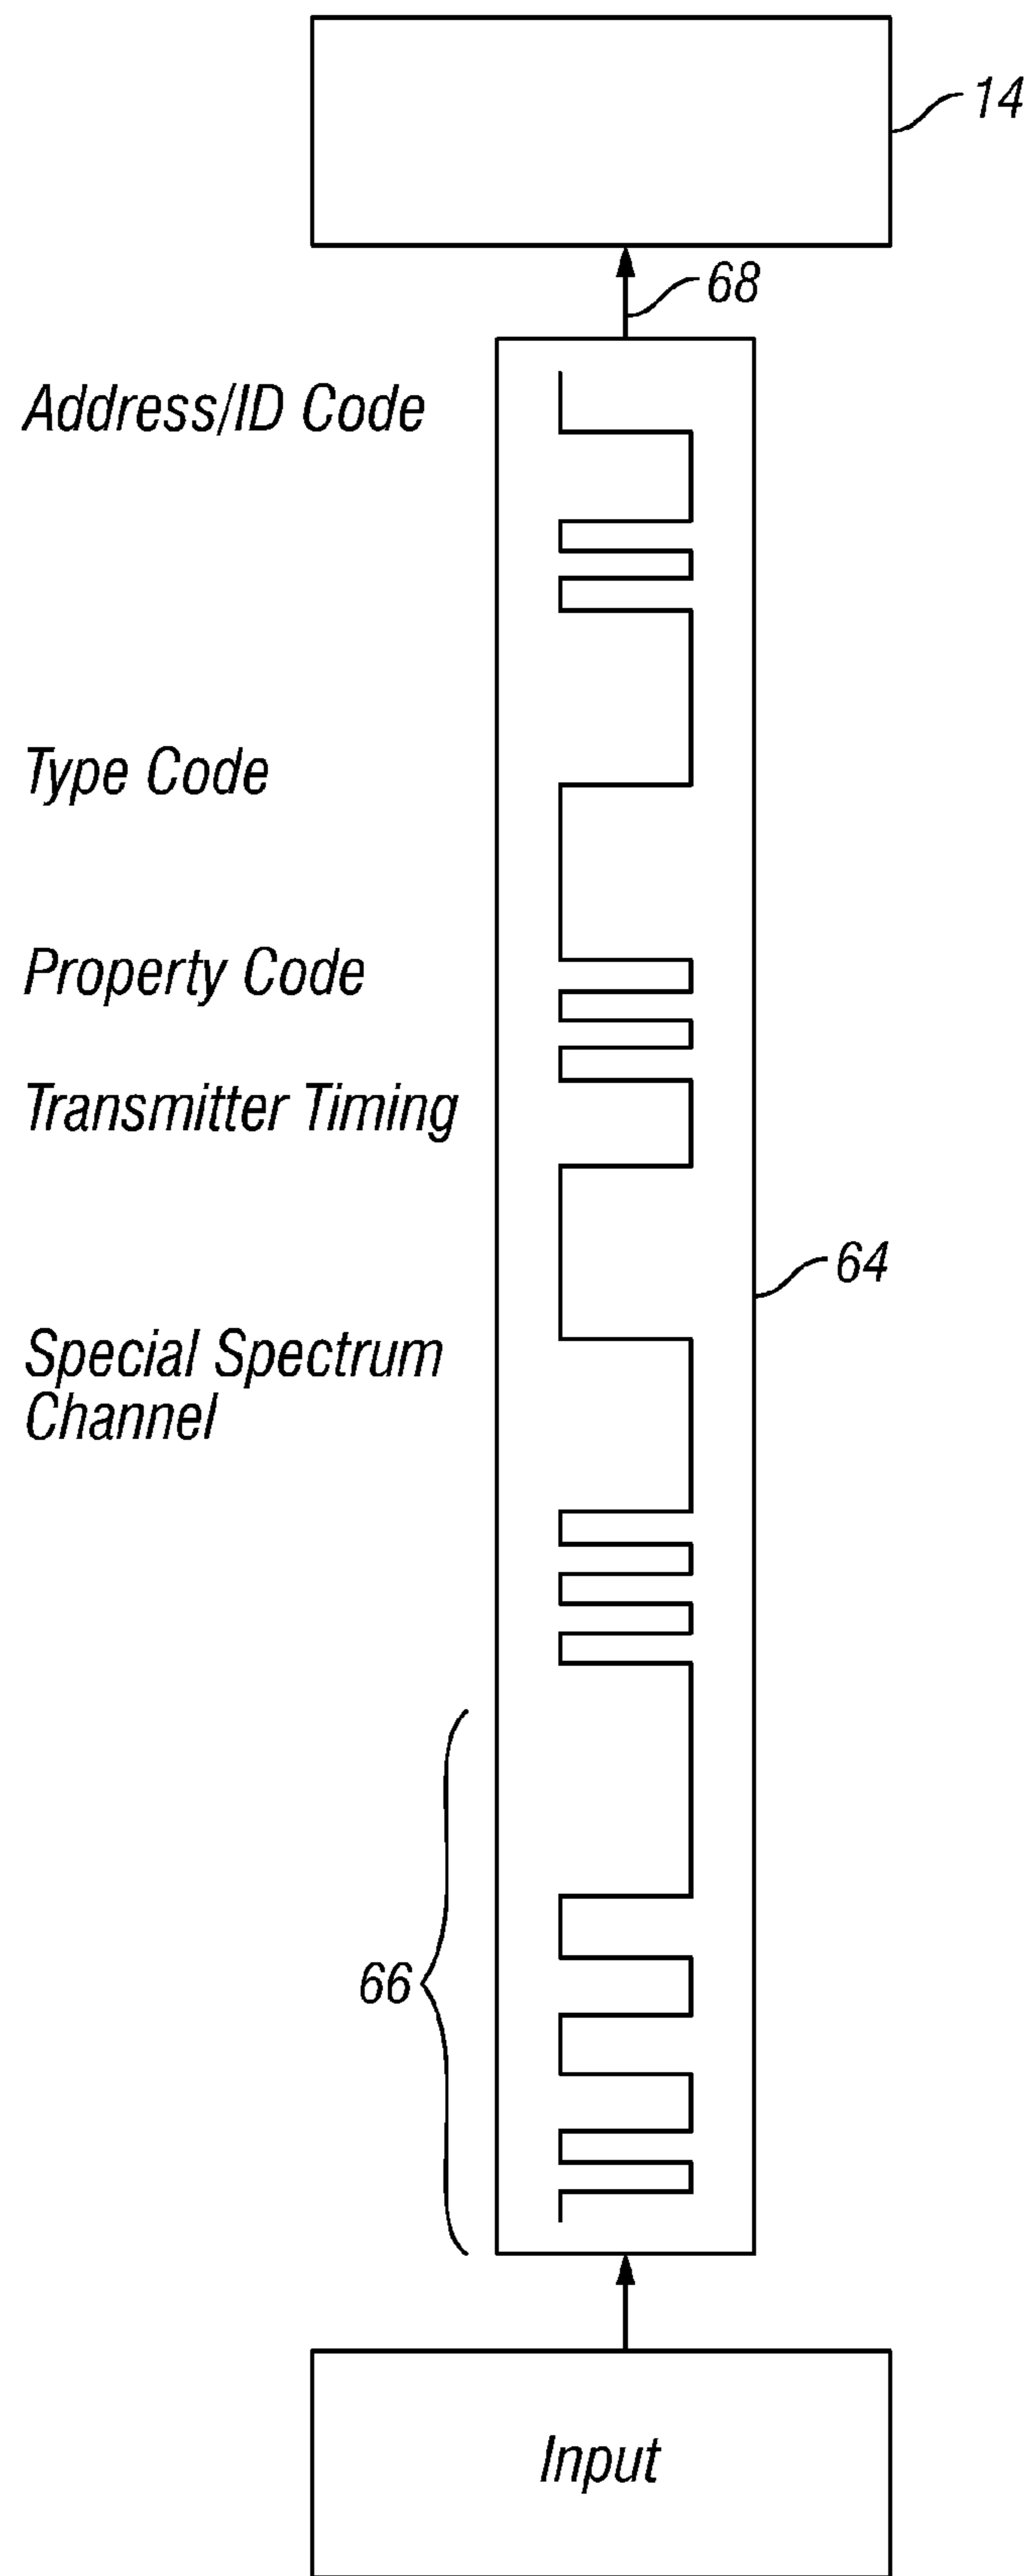 14
68
Address/ID Code
Type Code
Property Code
Transmitter Timing
64
Special Spectrum
Channel
66
Input